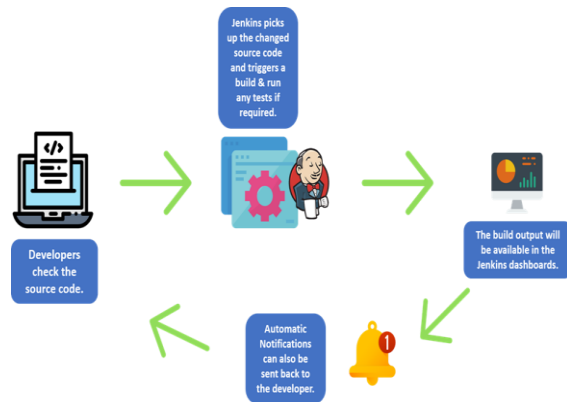 Jenkins picks
up the changed
source code
and triggers a
build & run
any tests if
required.
</>
Developers
check the
source code.
The build output will
be available in the
Jenkins dashboards.
Automatic
Notifications
can also be
sent back to
the developer.
1